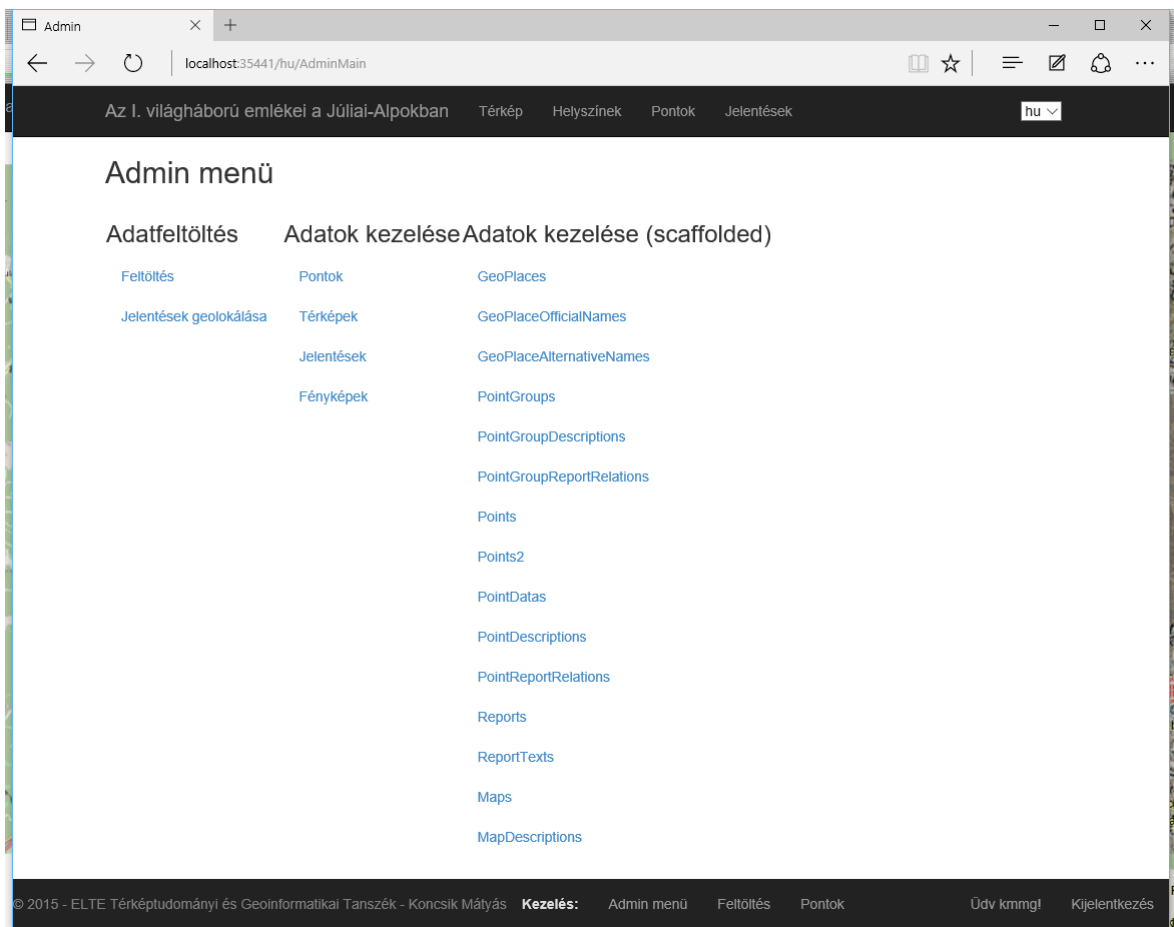 Admin
localhost:35441/hu/AdminMain
Az I. világháború emlékei a Júliai-Alpokban Térkép Helyszínek Pontok Jelentések hu
Admin menü
Adatfeltöltés
Feltöltés
Jelentések geolokálása
Adatok kezelése
Pontok
Térképek
Jelentések
Fényképek
Adatok kezelése (scaffolded)
GeoPlaces
GeoPlaceOfficialNames
GeoPlaceAlternativeNames
PointGroups
PointGroupDescriptions
PointGroupReportRelations
Points
Points2
PointDatas
PointDescriptions
PointReportRelations
Reports
ReportTexts
Maps
MapDescriptions
© 2015 - ELTE Térképtudományi és Geoinformatikai Tanszék - Koncsik Mátyás Kezelés: Admin menü Feltöltés Pontok Üdv kmmg! Kijelentkezés